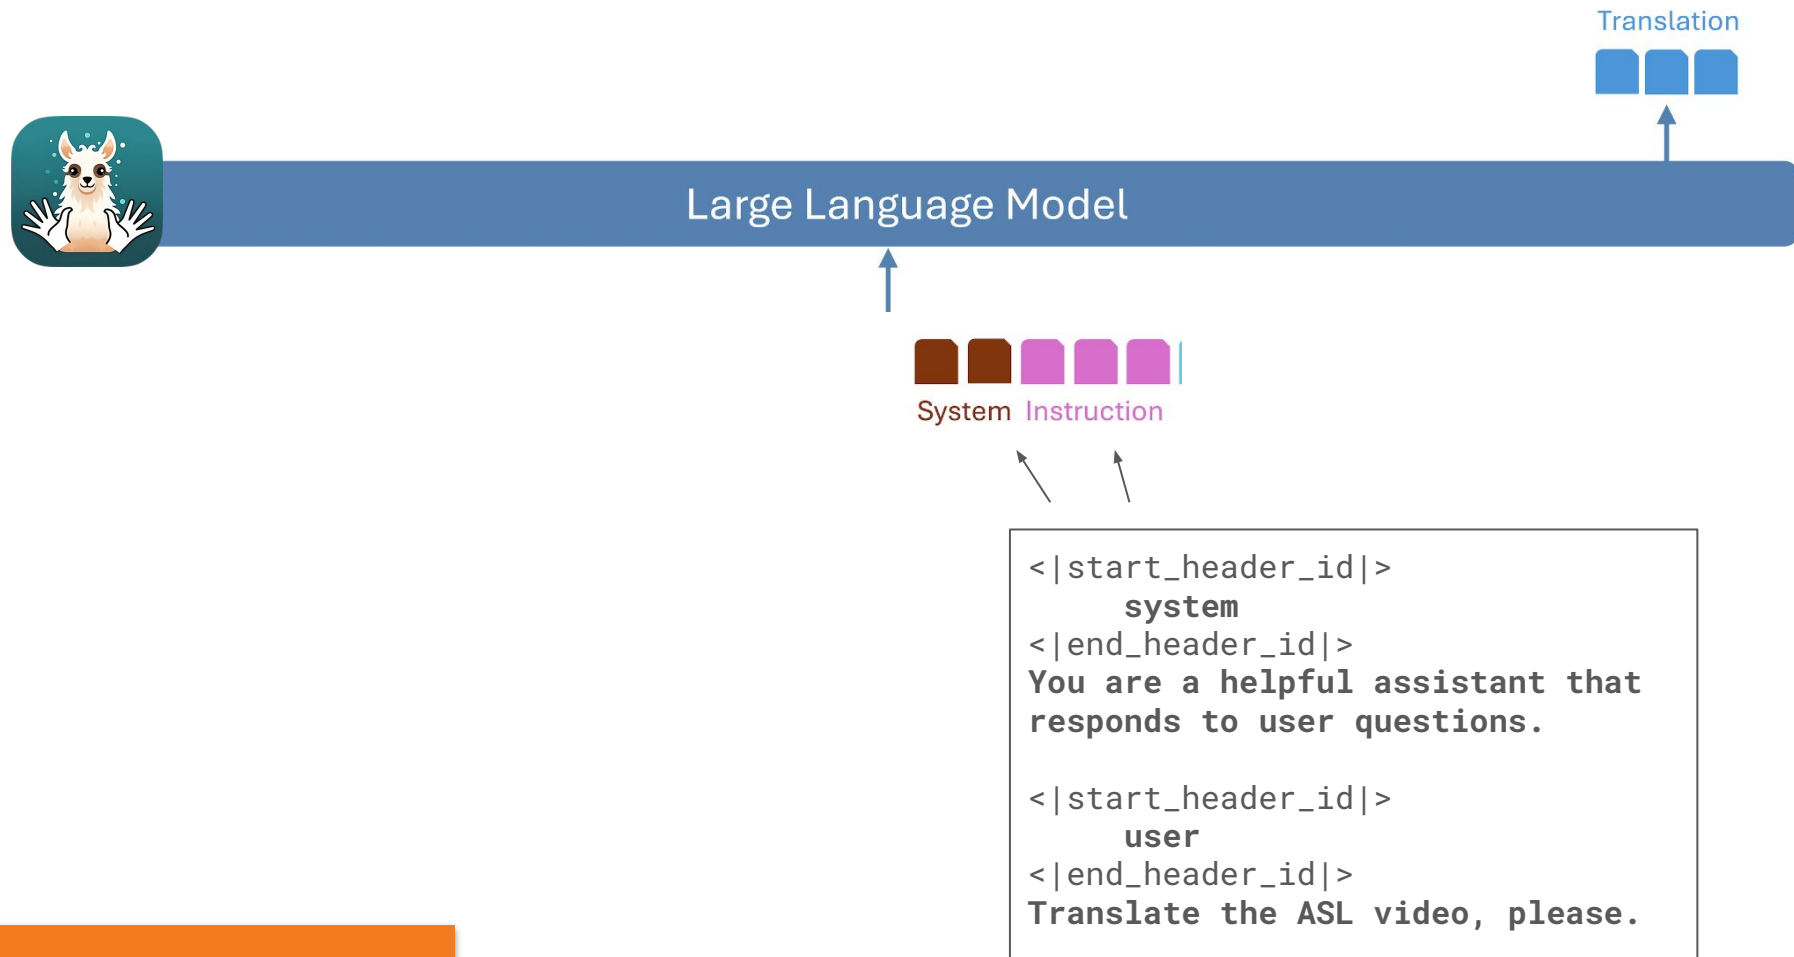 Translation
Large Language Model
System Instruction
<|start_header_id|>
system
<|end_header_id|>
You are a helpful assistant that
responds to user questions.
<|start_header_id|>
user
<|end_header_id|>
Translate the ASL video, please.